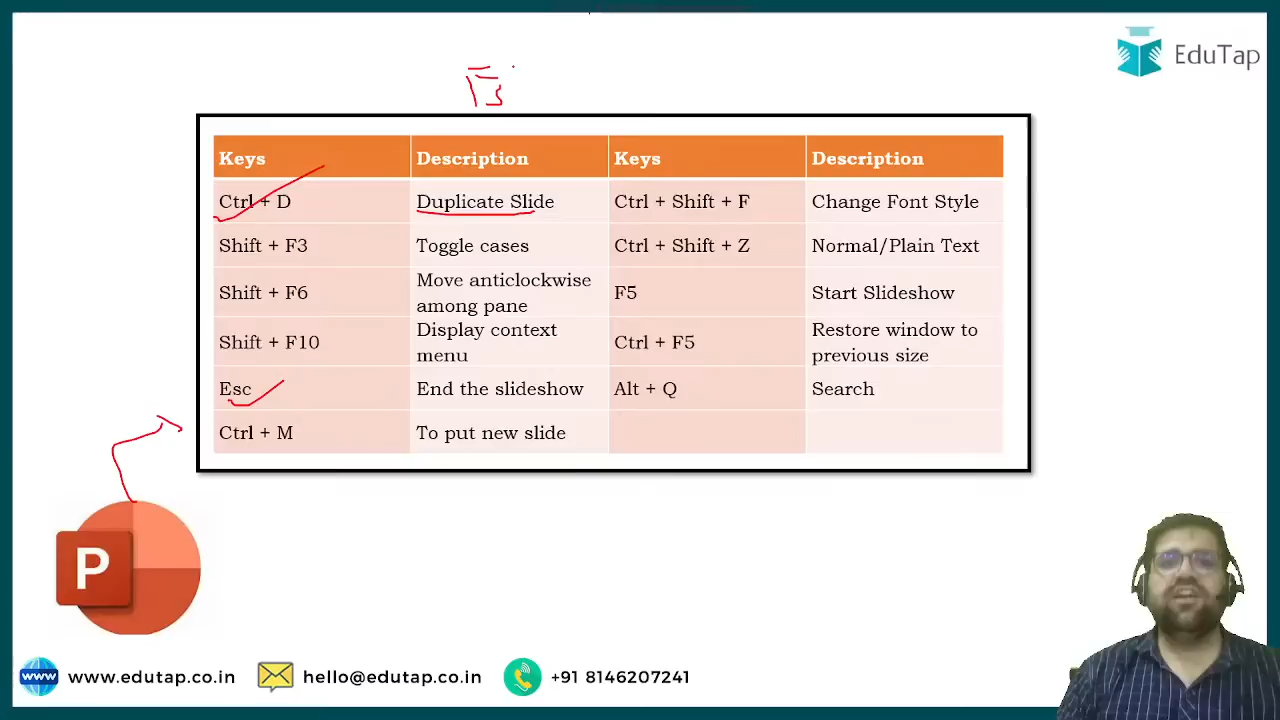 EduTap
F3
Keys Description Keys Description
Ctrl + D Duplicate Slide Ctrl + Shift + F Change Font Style
Shift + F3 Toggle cases Ctrl + Shift + Z Normal/Plain Text
Shift + F6 Move anticlockwise among pane F5 Start Slideshow
Shift + F10 Display context menu Ctrl + F5 Restore window to previous size
Esc End the slideshow Alt + Q Search
Ctrl + M To put new slide
P
www www.edutap.co.in hello@edutap.co.in +91 8146207241